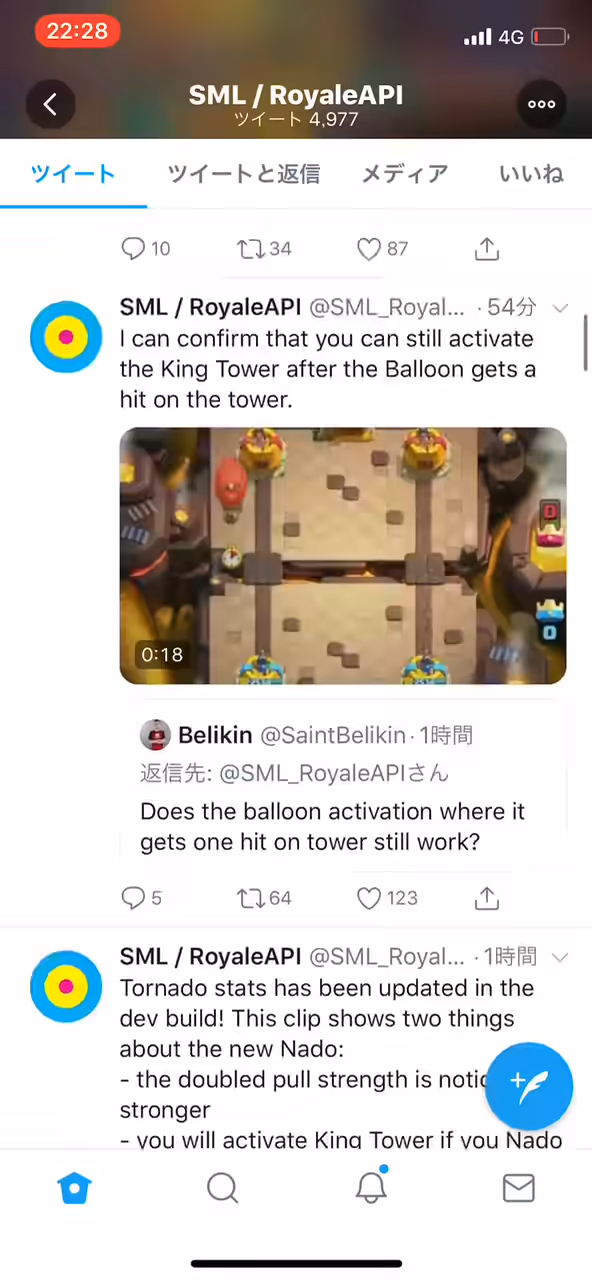 22:28
4G
SML / RoyaleAPI
ツイート 4,977
ツイート
ツイートと返信
メディア
いいね
10
34
87
SML / RoyaleAPI @SML_Royal... · 54分
I can confirm that you can still activate
the King Tower after the Balloon gets a
hit on the tower.
0
0
0:18
Belikin @SaintBelikin · 1時間
返信先: @SML_RoyaleAPIさん
Does the balloon activation where it
gets one hit on tower still work?
5
64
123
SML / RoyaleAPI @SML_Royal... · 1時間
Tornado stats has been updated in the
dev build! This clip shows two things
about the new Nado:
- the doubled pull strength is
stronger
- you will activate King Tower if you Nado